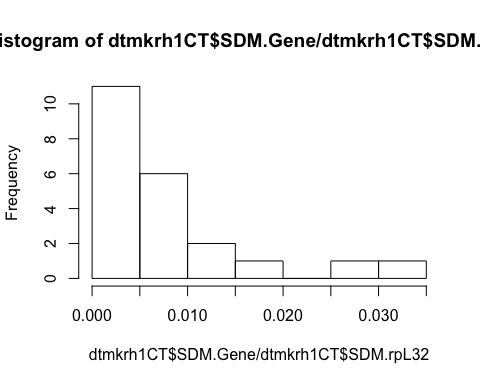 istogram of dtmkrh1CT$SDM.Gene/dtmkrh1CT$SDM.
Frequency
10
8
6
4
2
0
0.000 0.010 0.020 0.030
dtmkrh1CT$SDM.Gene/dtmkrh1CT$SDM.rpL32